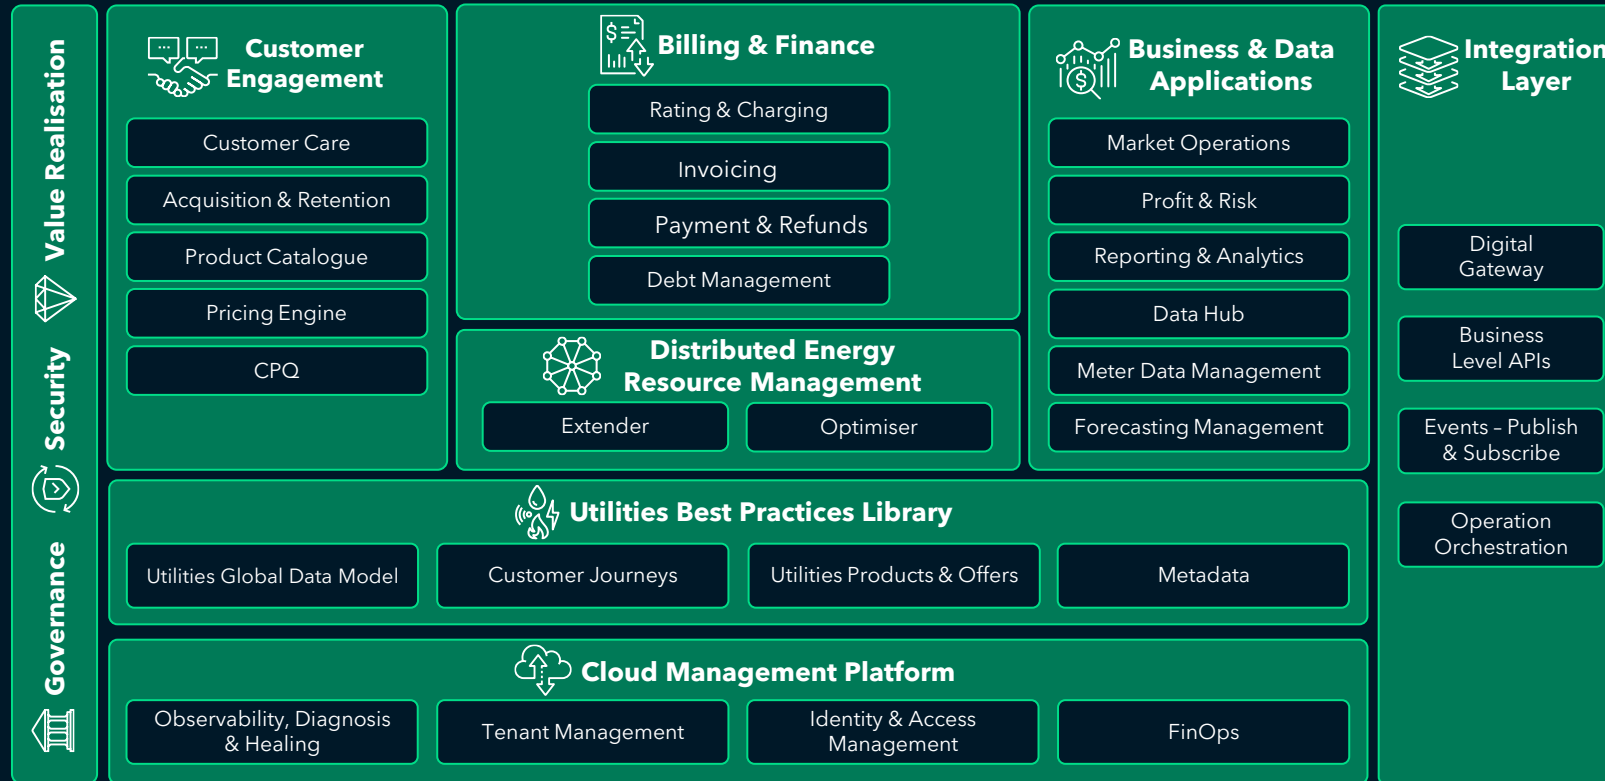 Value Realisation
Security
Governance
Customer
Engagement
Customer Care
Acquisition & Retention
Product Catalogue
Pricing Engine
CPQ
Billing & Finance
Rating & Charging
Invoicing
Payment & Refunds
Debt Management
Distributed Energy
Resource Management
Extender
Optimiser
Business & Data
Applications
Market Operations
Profit & Risk
Reporting & Analytics
Data Hub
Meter Data Management
Forecasting Management
Integration
Layer
Digital
Gateway
Business
Level APIs
Events – Publish
& Subscribe
Operation
Orchestration
Utilities Best Practices Library
Utilities Global Data Model
Customer Journeys
Utilities Products & Offers
Metadata
Cloud Management Platform
Observability, Diagnosis
& Healing
Tenant Management
Identity & Access
Management
FinOps